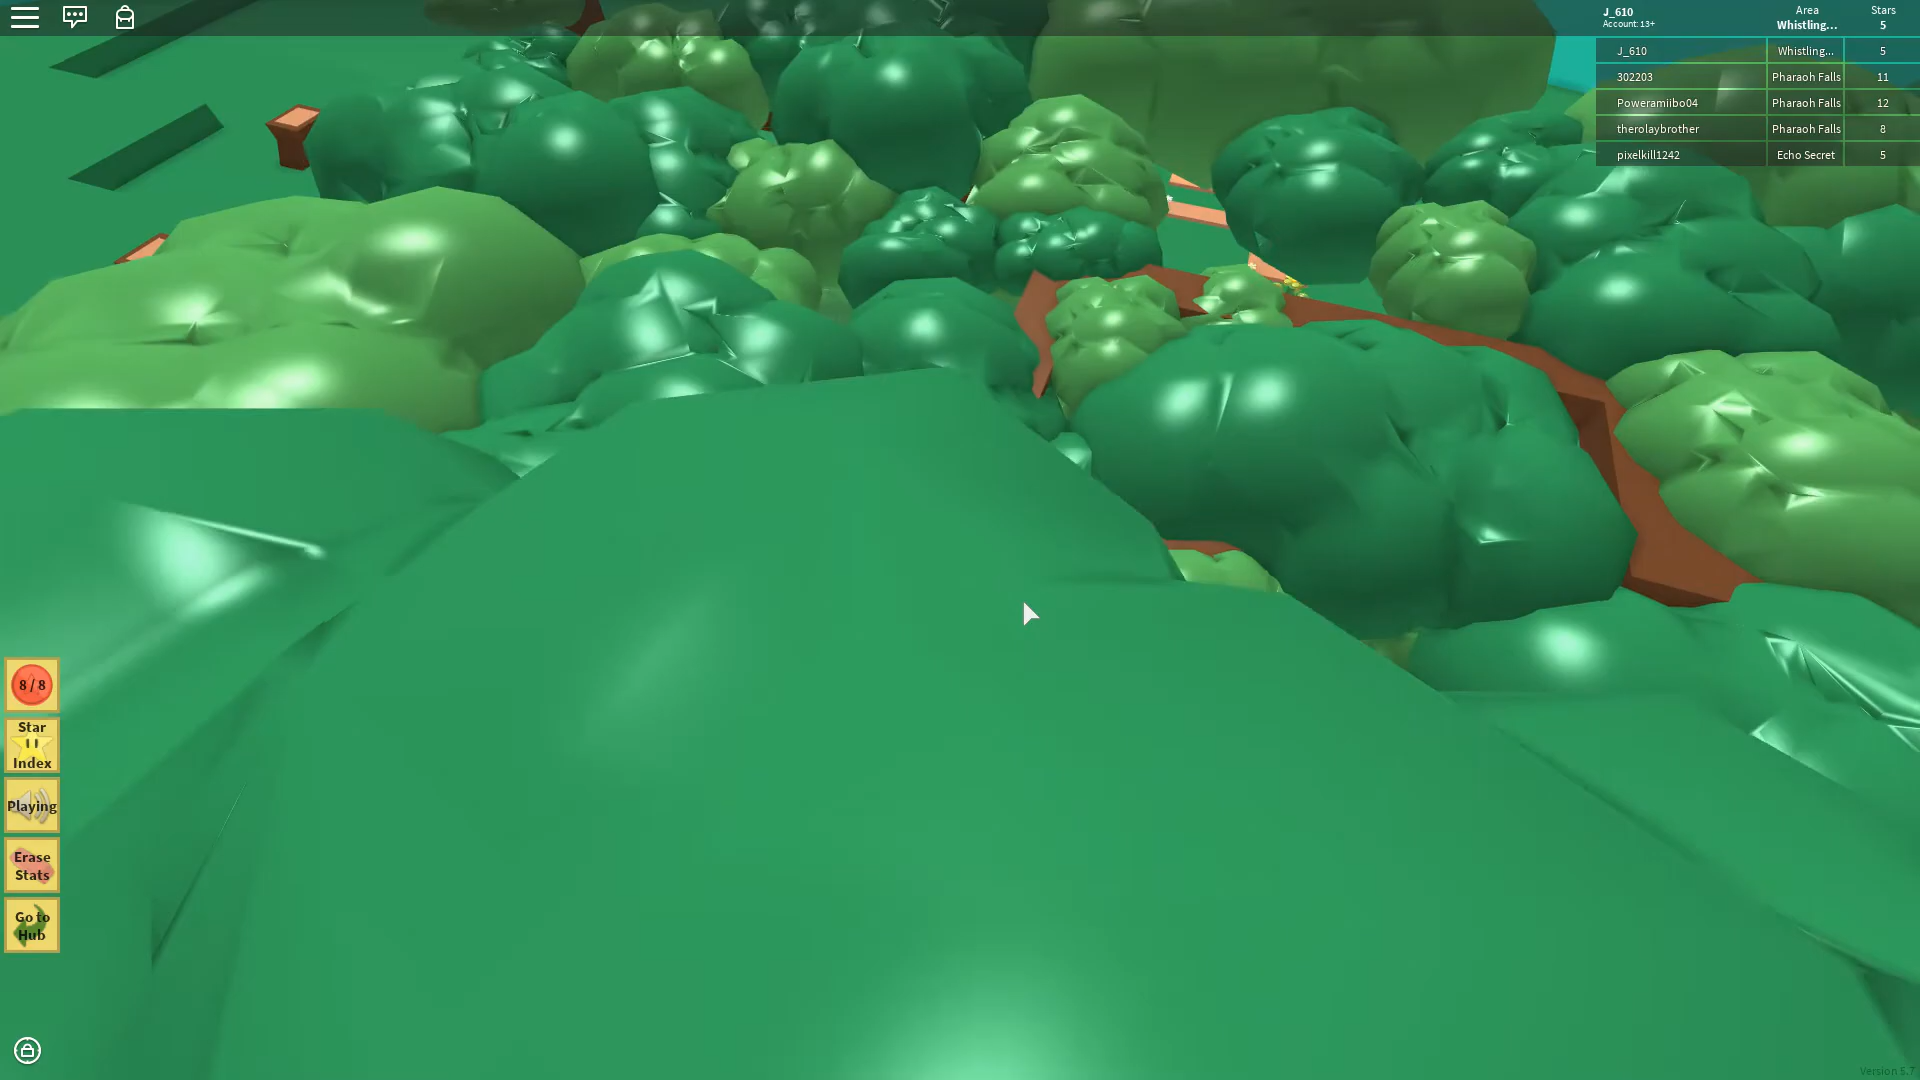 J_610
Account: 13+
Area
Whistling...
Stars
5
J_610 Whistling... 5
302203 Pharaoh Falls 11
Poweramiibo04 Pharaoh Falls 12
therolaybrother Pharaoh Falls 8
pixelkill1242 Echo Secret 5
8/8
Star
Index
Playing
Erase
Stats
Go to
Hub
Version 5.7